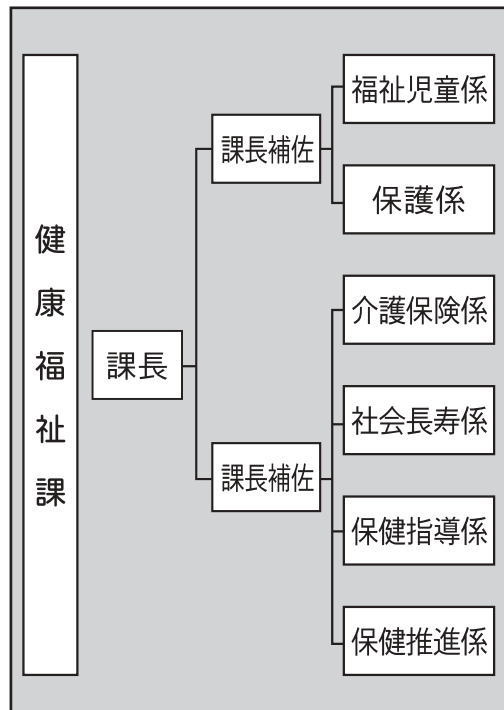 健康福祉課
課長
課長補佐
福祉児童係
保護係
課長補佐
介護保険係
社会長寿係
保健指導係
保健推進係